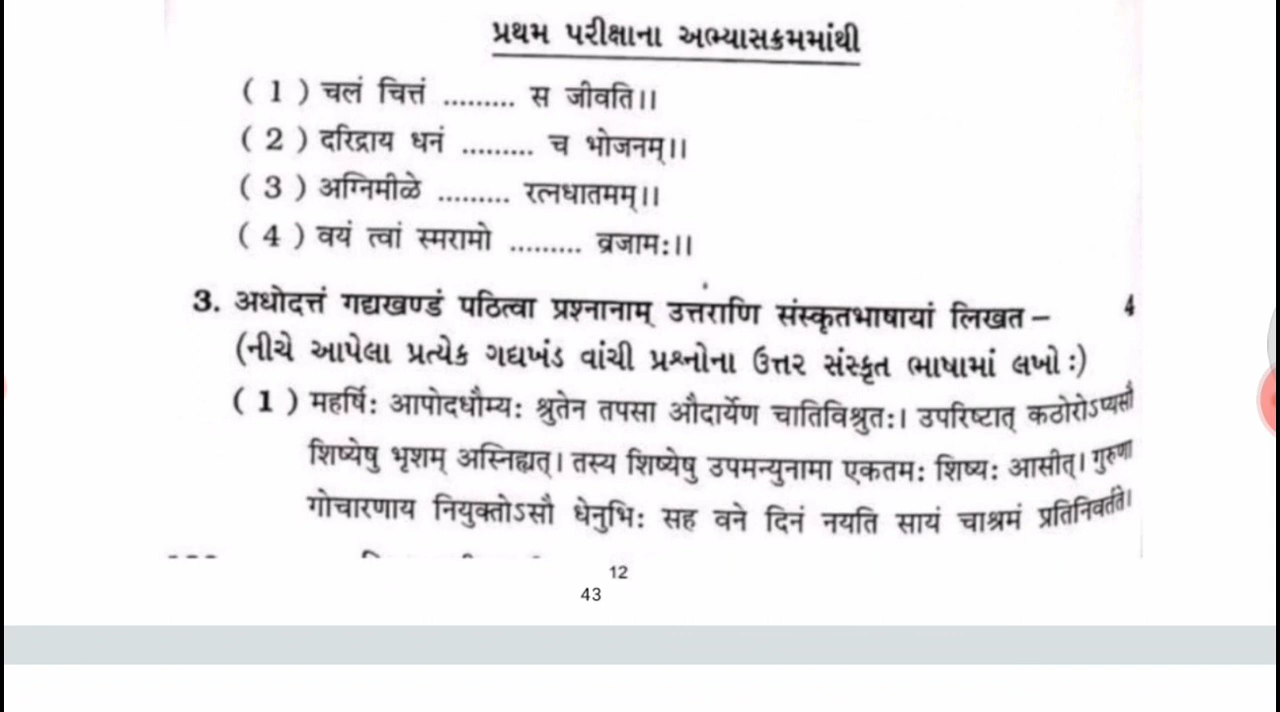 પ્રથમ પરીક્ષાના અભ્યાસક્રમમાંથી
( 1 ) चलं चित्तं ......... स जीवति।।
( 2 ) दरिद्राय धनं ......... च भोजनम्।।
( 3 ) अग्निमीळे ......... रत्नधातमम्।।
( 4 ) वयं त्वां स्मरामो ......... व्रजामः।।
3. अधोदत्तं गद्यखण्डं पठित्वा प्रश्नानाम् उत्तराणि संस्कृतभाषायां लिखत – 4
(નીચે આપેલા પ્રત્યેક ગદ્યખંડ વાંચી પ્રશ્નોના ઉત્તર સંસ્કૃત ભાષામાં લખો :)
( 1 ) महर्षिः आपोदधौम्यः श्रुतेन तपसा औदार्येण चातिविश्रुतः। उपरिष्टात् कठोरोऽप्यसौ
शिष्येषु भृशम् अस्निह्यत्। तस्य शिष्येषु उपमन्युनामा एकतमः शिष्यः आसीत्। गुरुणा
गोचारणाय नियुक्तोऽसौ धेनुभिः सह वने दिनं नयति सायं चाश्रमं प्रतिनिवर्तते।
12
43